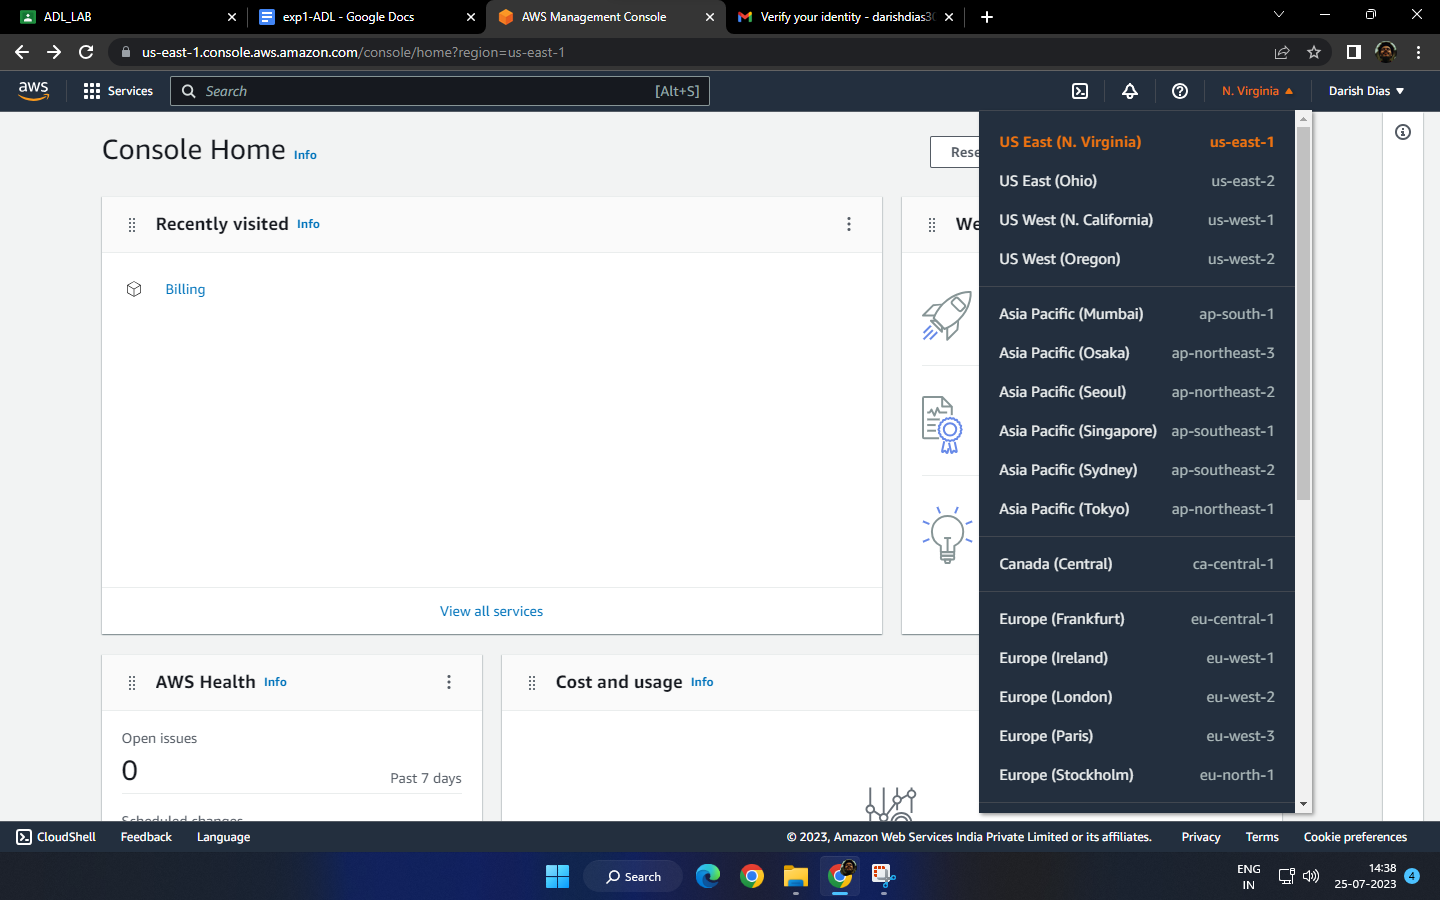 ADL_LAB
exp1-ADL - Google Docs
AWS Management Console
Verify your identity - darishdias30
us-east-1.console.aws.amazon.com/console/home?region=us-east-1
aws
Services
Search
[Alt+S]
N. Virginia
Darish Dias
Console Home Info
Rese
Recently visited Info
We
Billing
View all services
AWS Health Info
Open issues
0
Past 7 days
Scheduled changes
Cost and usage Info
US East (N. Virginia) us-east-1
US East (Ohio) us-east-2
US West (N. California) us-west-1
US West (Oregon) us-west-2
Asia Pacific (Mumbai) ap-south-1
Asia Pacific (Osaka) ap-northeast-3
Asia Pacific (Seoul) ap-northeast-2
Asia Pacific (Singapore) ap-southeast-1
Asia Pacific (Sydney) ap-southeast-2
Asia Pacific (Tokyo) ap-northeast-1
Canada (Central) ca-central-1
Europe (Frankfurt) eu-central-1
Europe (Ireland) eu-west-1
Europe (London) eu-west-2
Europe (Paris) eu-west-3
Europe (Stockholm) eu-north-1
CloudShell
Feedback
Language
© 2023, Amazon Web Services India Private Limited or its affiliates.
Privacy
Terms
Cookie preferences
Search
ENG
IN
14:38
25-07-2023
4